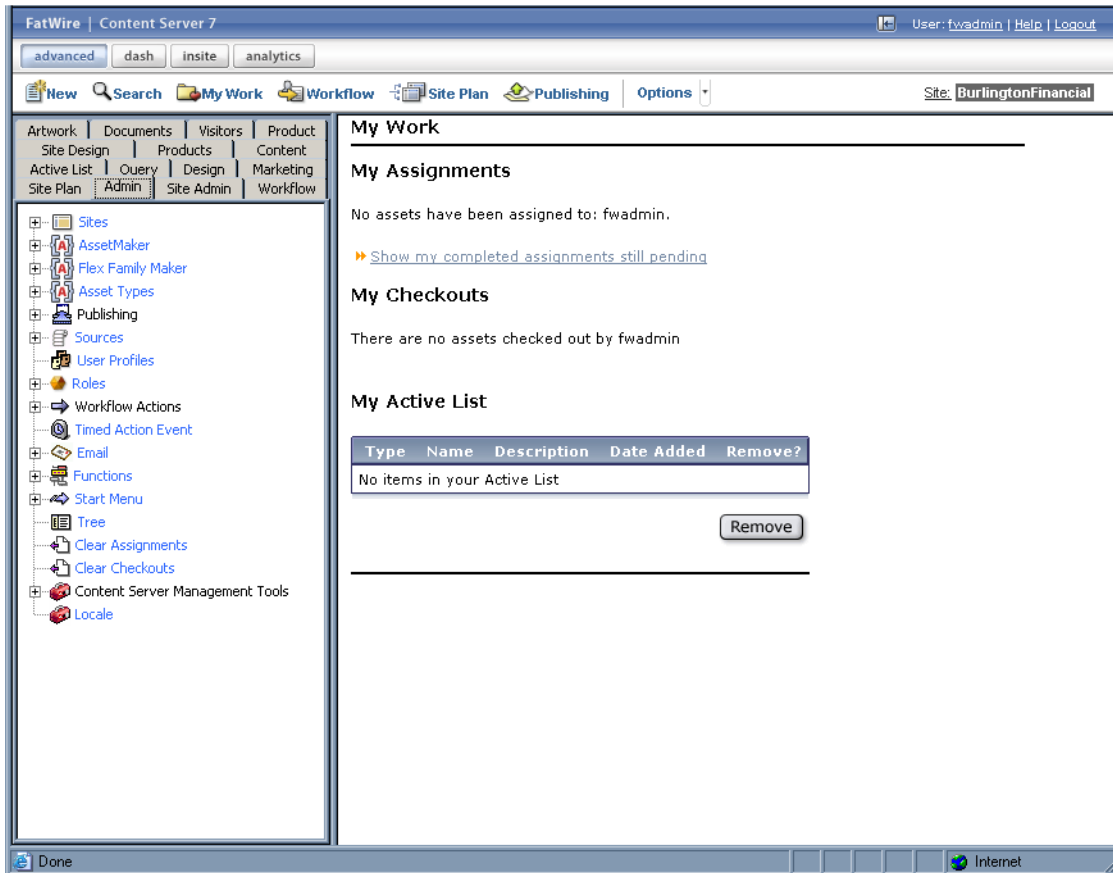 FatWire | Content Server 7 User: fwadmin | Help | Logout
advanced dash insite analytics
New Search My Work Workflow Site Plan Publishing Options Site: BurlingtonFinancial
Artwork Documents Visitors Product
Site Design Products Content
Active List Query Design Marketing
Site Plan Admin Site Admin Workflow
Sites
AssetMaker
Flex Family Maker
Asset Types
Publishing
Sources
User Profiles
Roles
Workflow Actions
Timed Action Event
Email
Functions
Start Menu
Tree
Clear Assignments
Clear Checkouts
Content Server Management Tools
Locale
My Work
My Assignments
No assets have been assigned to: fwadmin.
Show my completed assignments still pending
My Checkouts
There are no assets checked out by fwadmin
My Active List
Type Name Description Date Added Remove?
No items in your Active List
Remove
Done Internet